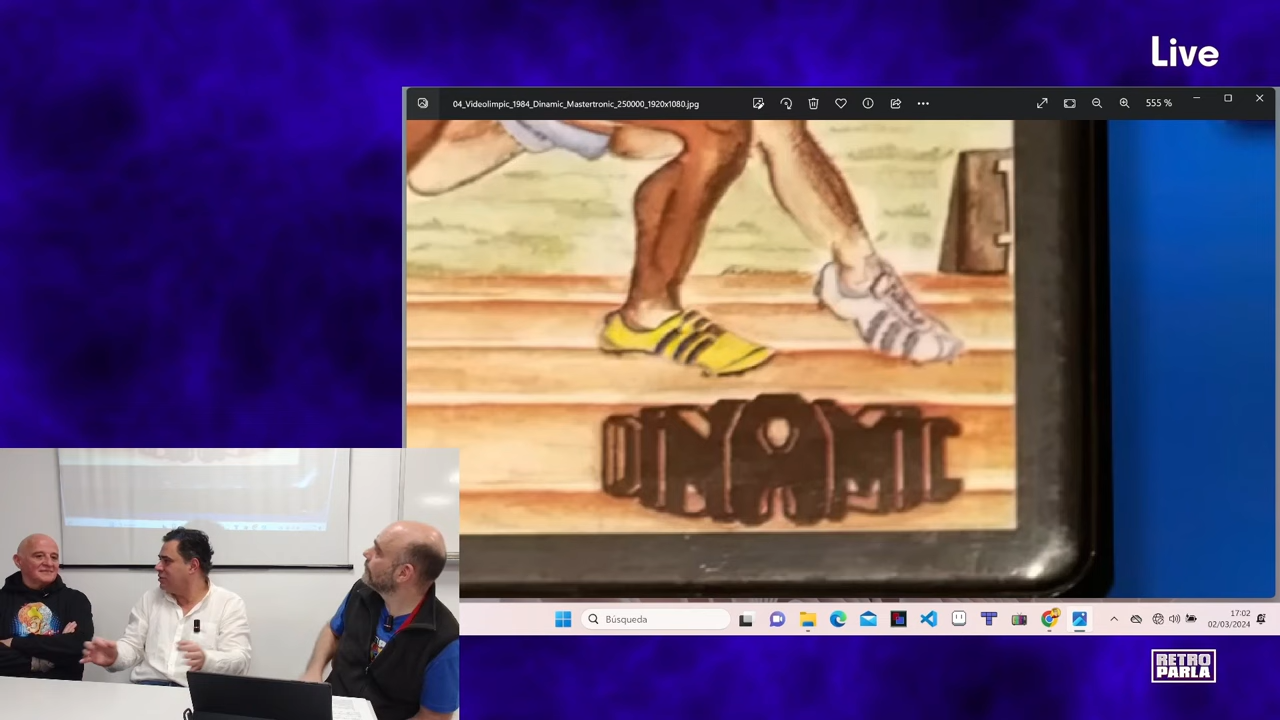 Live
04_Videolimpic_1984_Dinamic_Mastertronic_250000_1920x1080.jpg
555 %
DINAMIC
Búsqueda
17:02
02/03/2024
RETRO
PARLA